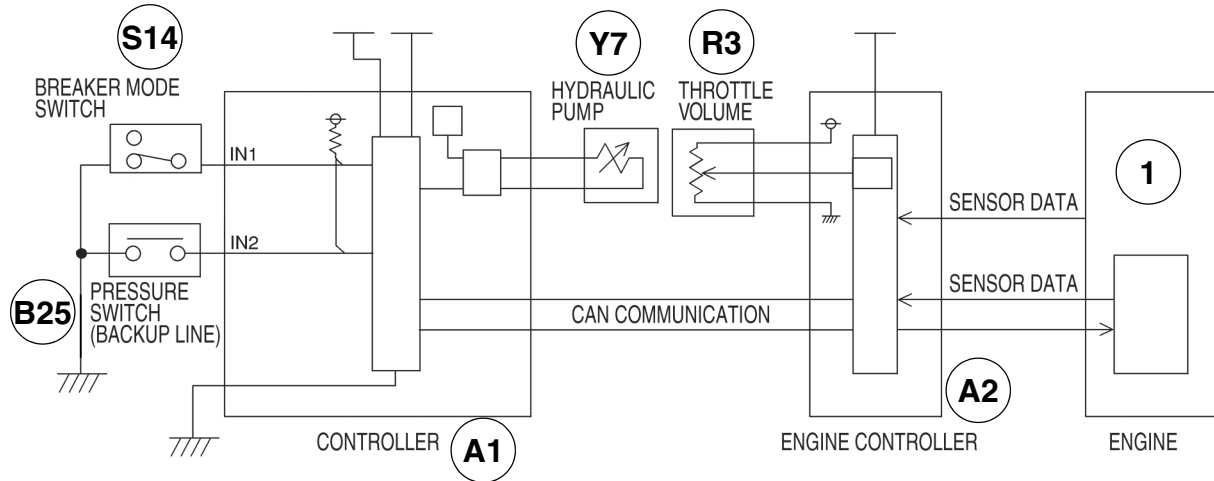 S14
Y7
R3
BREAKER MODE
SWITCH
HYDRAULIC
PUMP
THROTTLE
VOLUME
IN1
1
SENSOR DATA
IN2
B25
PRESSURE
SWITCH
(BACKUP LINE)
SENSOR DATA
CAN COMMUNICATION
A2
CONTROLLER
A1
ENGINE CONTROLLER
ENGINE